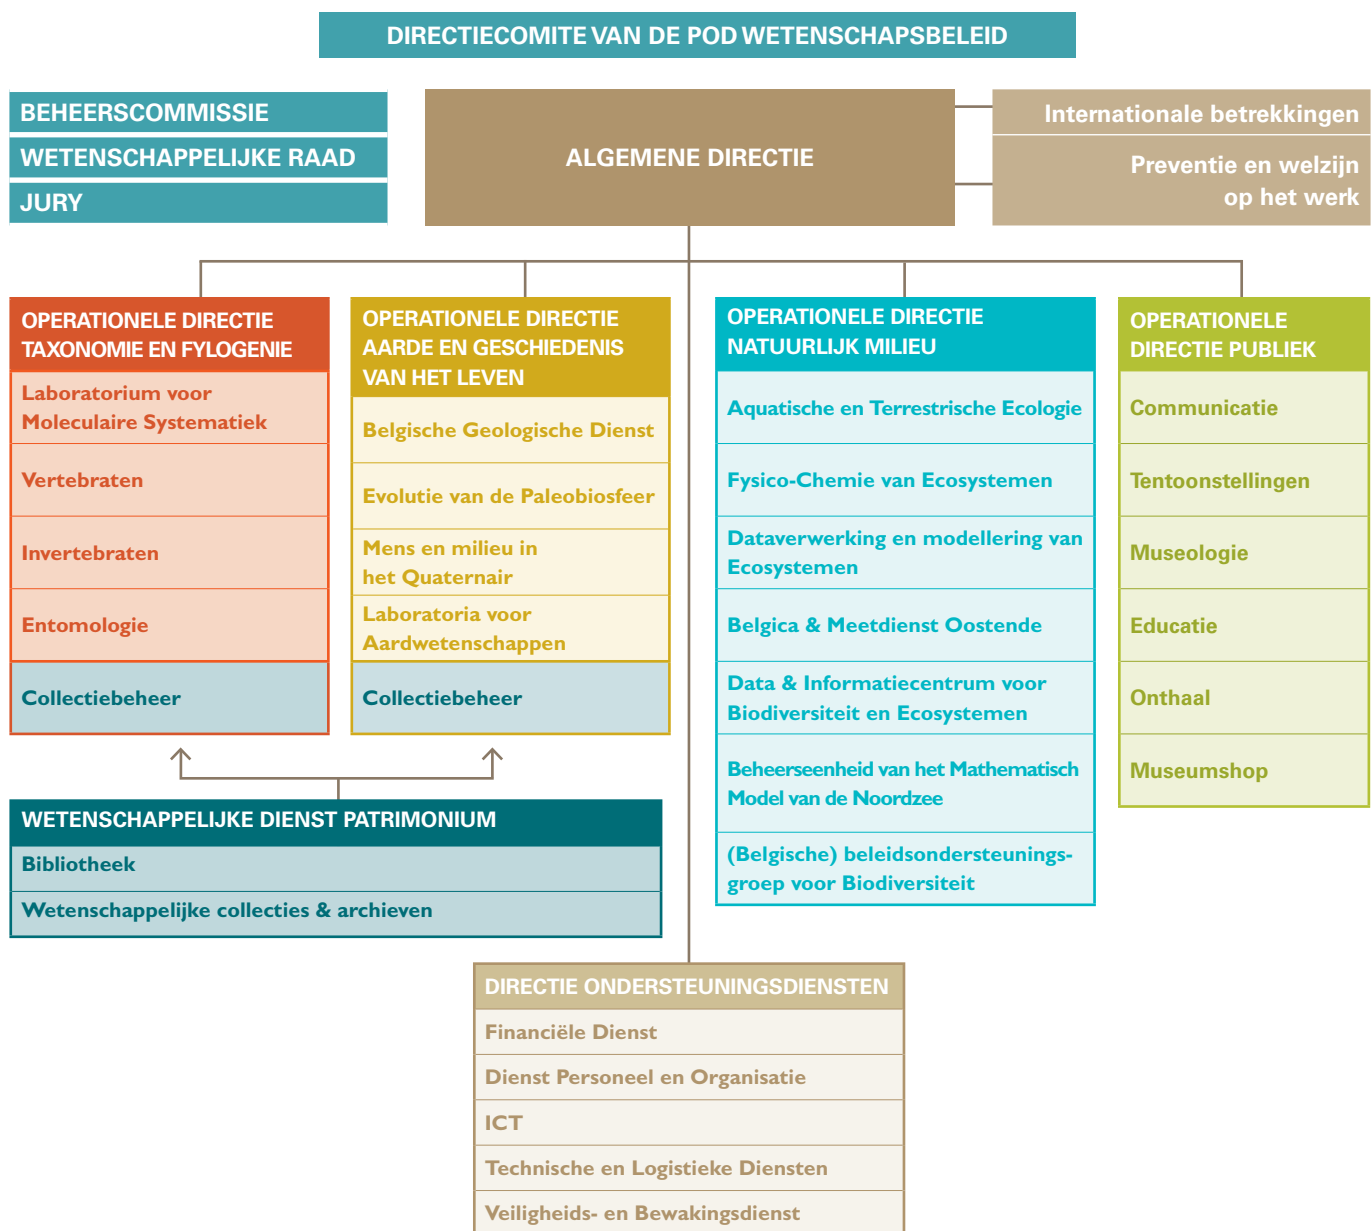 DIRECTIECOMITE VAN DE POD WETENSCHAPSBELEID
BEHEERSCOMMISSIE
WETENSCHAPPELIJKE RAAD
JURY
ALGEMENE DIRECTIE
Internationale betrekkingen
Preventie en welzijn
op het werk
OPERATIONELE DIRECTIE
TAXONOMIE EN FYLOGENIE
Laboratorium voor
Moleculaire Systematiek
Vertebraten
Invertebraten
Entomologie
Collectiebeheer
OPERATIONELE DIRECTIE
AARDE EN GESCHIEDENIS
VAN HET LEVEN
Belgische Geologische Dienst
Evolutie van de Paleobiosfeer
Mens en milieu in
het Quaternair
Laboratoria voor
Aardwetenschappen
Collectiebeheer
OPERATIONELE DIRECTIE
NATUURLIJK MILIEU
Aquatische en Terrestrische Ecologie
Fysico-Chemie van Ecosystemen
Dataverwerking en modellering van
Ecosystemen
Belgica & Meetdienst Oostende
Data & Informatiecentrum voor
Biodiversiteit en Ecosystemen
Beheerseenheid van het Mathematisch
Model van de Noordzee
(Belgische) beleidsondersteunings-
groep voor Biodiversiteit
OPERATIONELE
DIRECTIE PUBLIEK
Communicatie
Tentoonstellingen
Museologie
Educatie
Onthaal
Museumshop
WETENSCHAPPELIJKE DIENST PATRIMONIUM
Bibliotheek
Wetenschappelijke collecties & archieven
DIRECTIE ONDERSTEUNINGSDIENSTEN
Financiële Dienst
Dienst Personeel en Organisatie
ICT
Technische en Logistieke Diensten
Veiligheids- en Bewakingsdienst